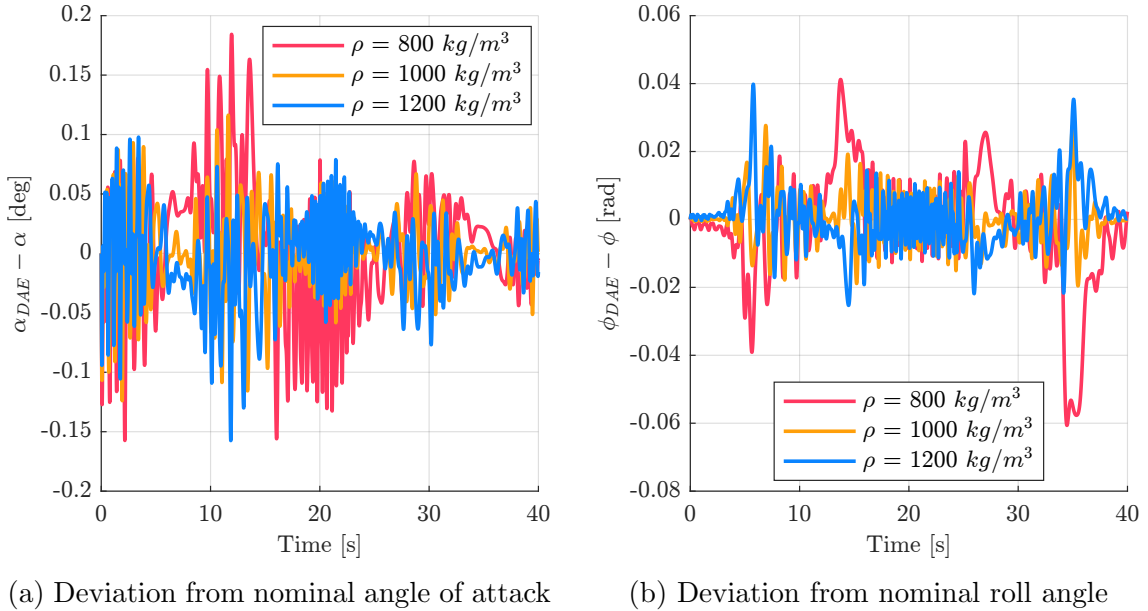 0.2
0.15
0.1
0.05
0
-0.05
-0.1
-0.15
-0.2
α_DAE − α [deg]
ρ = 800 kg/m³
ρ = 1000 kg/m³
ρ = 1200 kg/m³
0 10 20 30 40
Time [s]
(a) Deviation from nominal angle of attack
0.06
0.04
0.02
0
-0.02
-0.04
-0.06
-0.08
ϕ_DAE − ϕ [rad]
ρ = 800 kg/m³
ρ = 1000 kg/m³
ρ = 1200 kg/m³
0 10 20 30 40
Time [s]
(b) Deviation from nominal roll angle